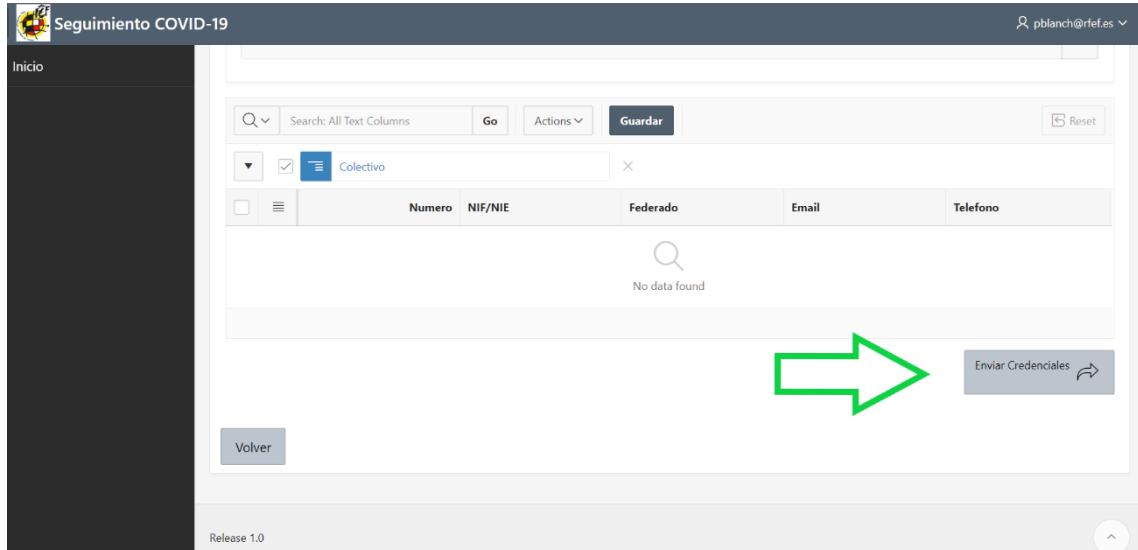 Seguimiento COVID-19
pblanch@rfef.es
Inicio
Search: All Text Columns
Go
Actions
Guardar
Reset
Colectivo
Numero NIF/NIE Federado Email Telefono
No data found
Enviar Credenciales
Volver
Release 1.0